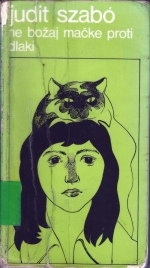 judit szabó
ne božaj mačke proti
dlaki